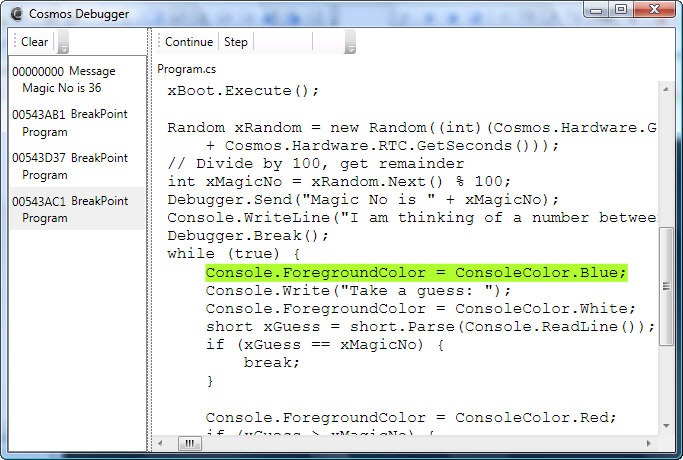 Cosmos Debugger
Clear
Continue Step
00000000 Message
Magic No is 36
00543AB1 BreakPoint
Program
00543D37 BreakPoint
Program
00543AC1 BreakPoint
Program
Program.cs
xBoot.Execute();
Random xRandom = new Random((int)(Cosmos.Hardware.G
+ Cosmos.Hardware.RTC.GetSeconds()));
// Divide by 100, get remainder
int xMagicNo = xRandom.Next() % 100;
Debugger.Send("Magic No is " + xMagicNo);
Console.WriteLine("I am thinking of a number between
Debugger.Break();
while (true) {
Console.ForegroundColor = ConsoleColor.Blue;
Console.Write("Take a guess: ");
Console.ForegroundColor = ConsoleColor.White;
short xGuess = short.Parse(Console.ReadLine());
if (xGuess == xMagicNo) {
break;
}
Console.ForegroundColor = ConsoleColor.Red;
if (xGuess > xMagicNo) {